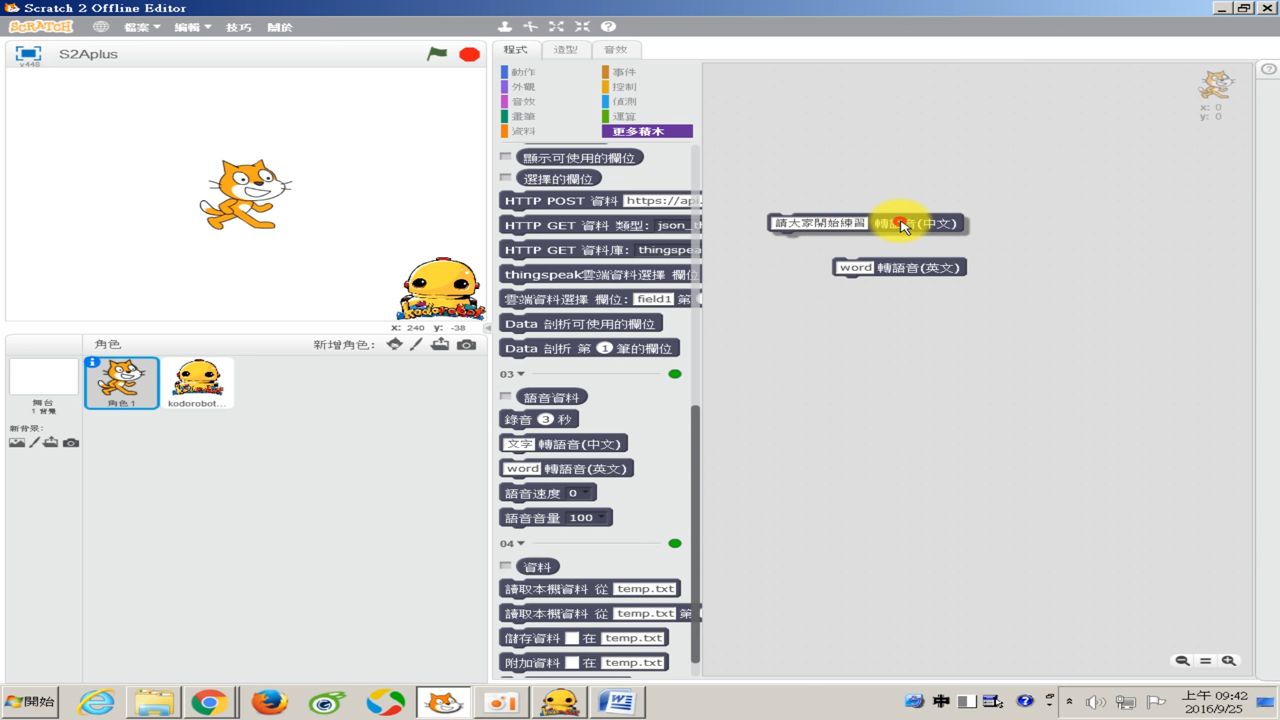 Scratch 2 Offline Editor
SCRATCH 檔案 編輯 技巧 關於
v448 S2Aplus
程式 造型 音效
動作 事件
外觀 控制
音效 偵測
畫筆 運算
資料 更多積木
x: 0
y: 0
顯示可使用的欄位
選擇的欄位
HTTP POST 資料 https://api.
HTTP GET 資料 類型: json_t
HTTP GET 資料庫: thingspea
thingspeak雲端資料選擇 欄位
雲端資料選擇 欄位: field1 第
Data 剖折可使用的欄位
Data 剖折 第 1 筆的欄位
03
語音資料
錄音 3 秒
文字 轉語音(中文)
word 轉語音(英文)
語音速度 0
語音音量 100
04
資料
讀取本機資料 從 temp.txt
讀取本機資料 從 temp.txt 第
儲存資料 在 temp.txt
附加資料 在 temp.txt
請大家開始練習 轉語音(中文)
word 轉語音(英文)
kodorobot
x: 240 y: -38
角色 新增角色:
舞台
1 背景
新背景:
角色1
kodorobot...
開始
中
上午 09:42
2016/9/25